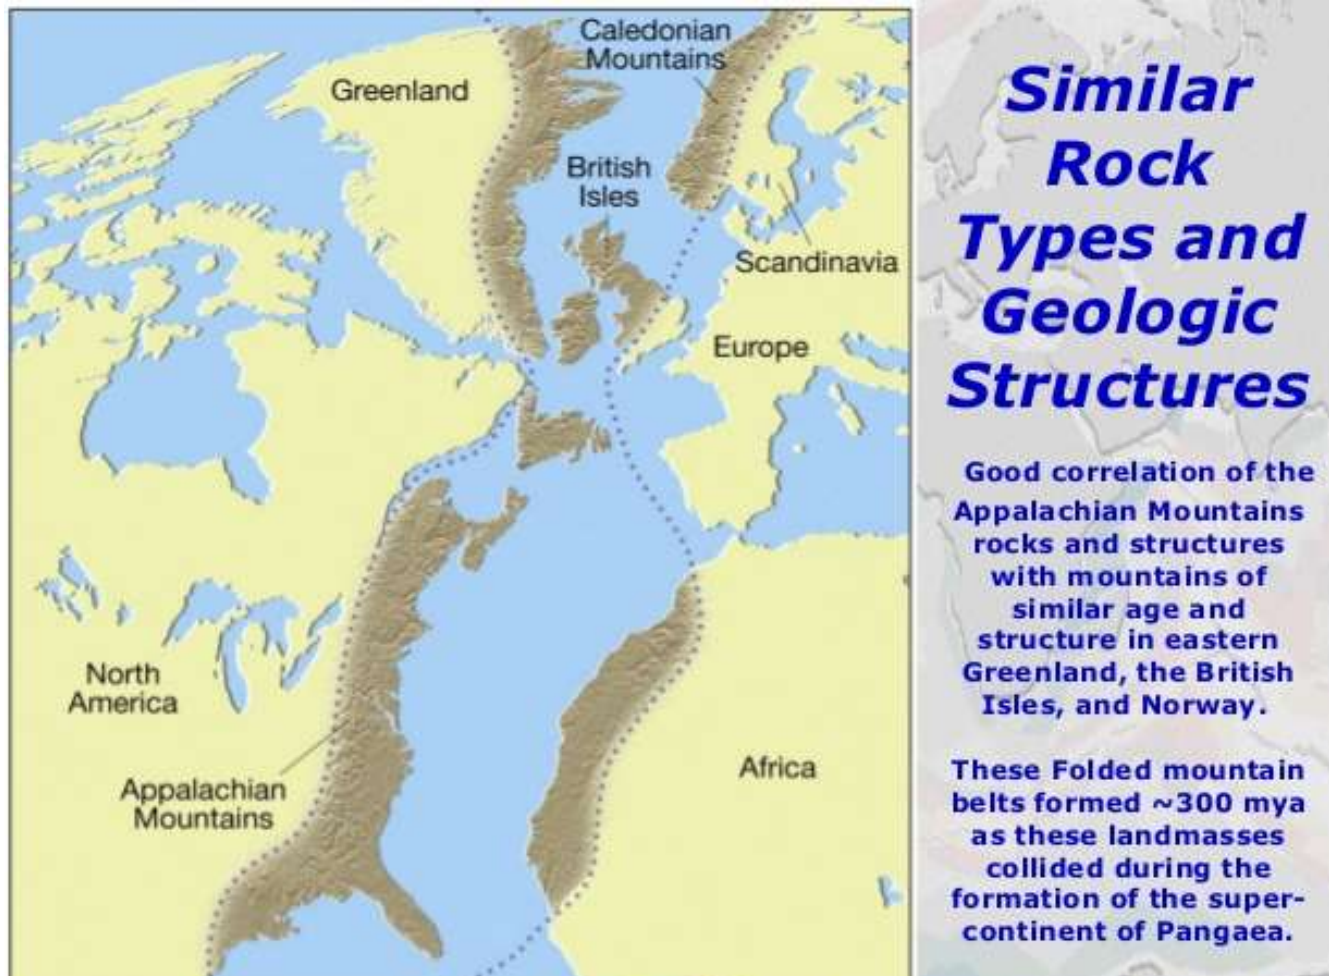 Caledonian
Mountains
Greenland
British
Isles
Scandinavia
Europe
North
America
Appalachian
Mountains
Africa
Similar
Rock
Types and
Geologic
Structures
Good correlation of the
Appalachian Mountains
rocks and structures
with mountains of
similar age and
structure in eastern
Greenland, the British
Isles, and Norway.
These Folded mountain
belts formed ~300 mya
as these landmasses
collided during the
formation of the super-
continent of Pangaea.